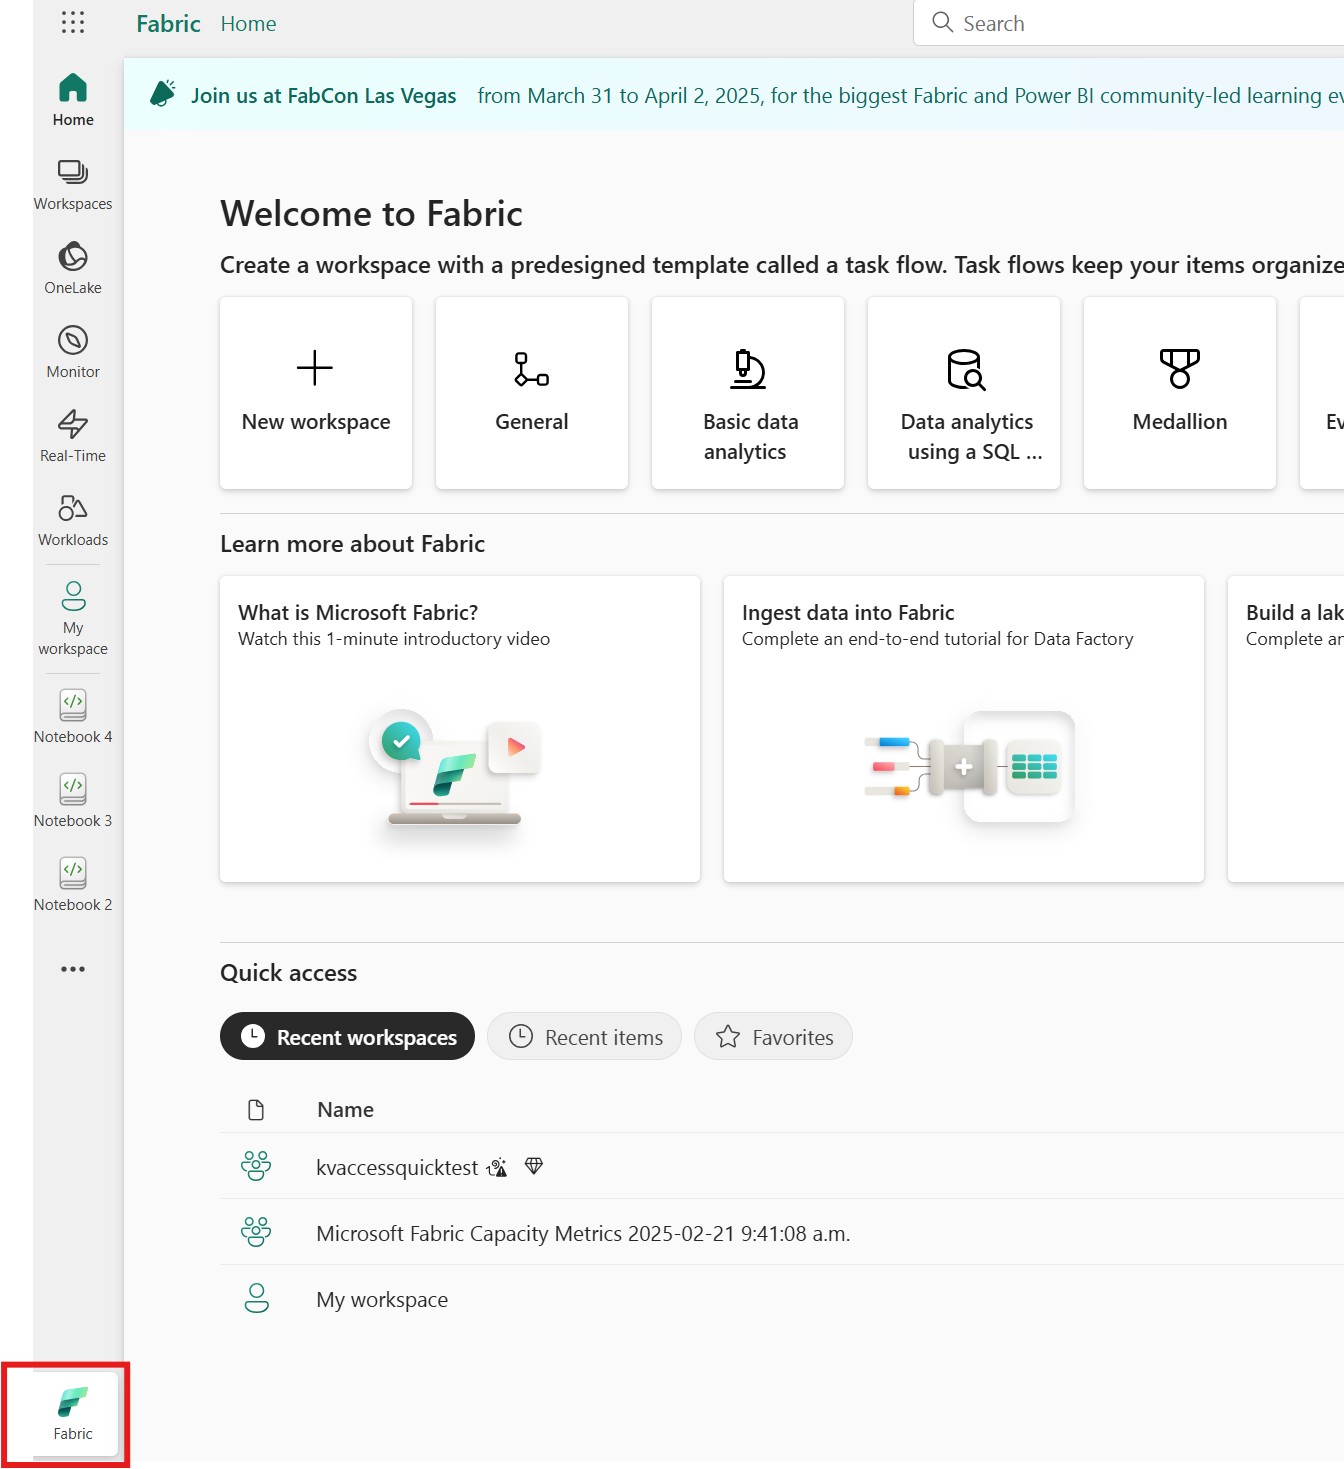 Fabric Home
Search
Home
Workspaces
OneLake
Monitor
Real-Time
Workloads
My
workspace
Notebook 4
Notebook 3
Notebook 2
Fabric
Join us at FabCon Las Vegas from March 31 to April 2, 2025, for the biggest Fabric and Power BI community-led learning ev
Welcome to Fabric
Create a workspace with a predesigned template called a task flow. Task flows keep your items organize
New workspace
General
Basic data
analytics
Data analytics
using a SQL ...
Medallion
Ev
Learn more about Fabric
What is Microsoft Fabric?
Watch this 1-minute introductory video
Ingest data into Fabric
Complete an end-to-end tutorial for Data Factory
Build a lak
Complete an
Quick access
Recent workspaces
Recent items
Favorites
Name
kvaccessquicktest
Microsoft Fabric Capacity Metrics 2025-02-21 9:41:08 a.m.
My workspace